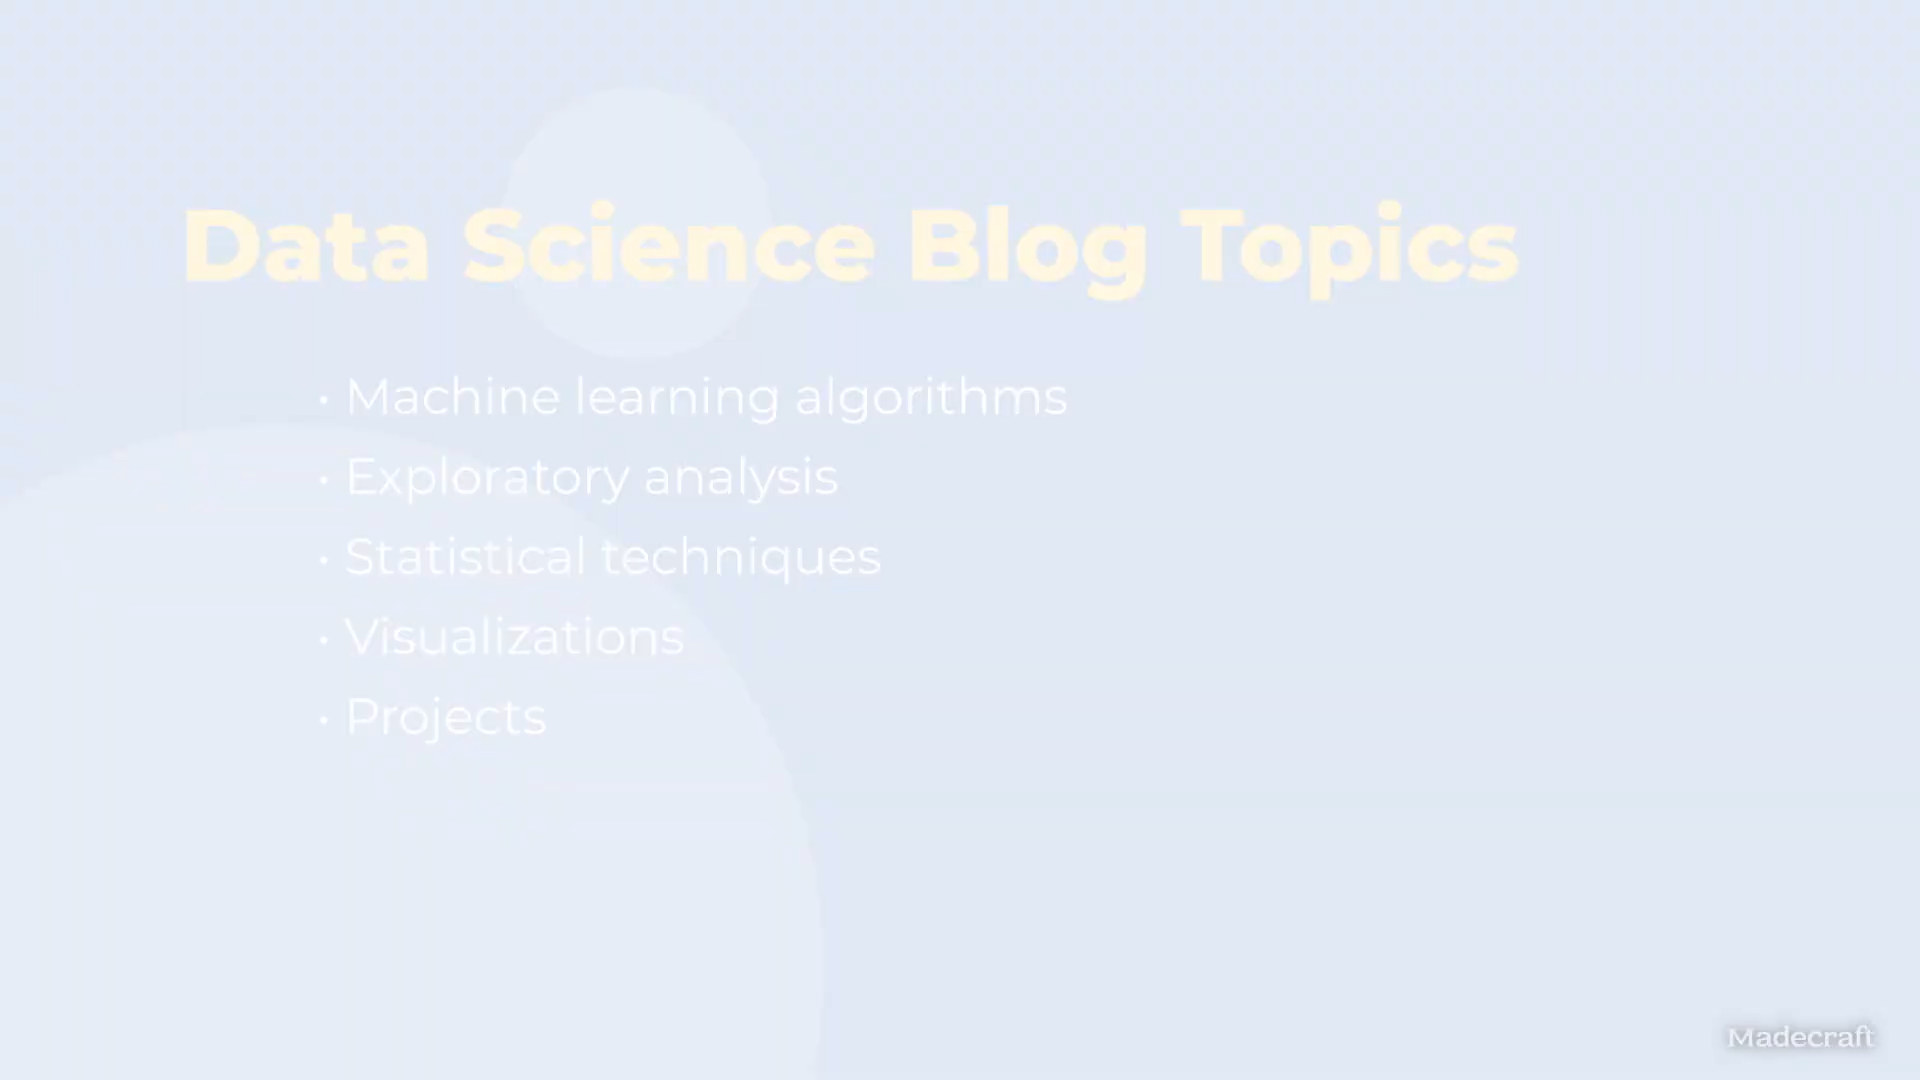 Data Science Blog Topics
• Machine learning algorithms
• Exploratory analysis
• Statistical techniques
• Visualizations
• Projects
Madecraft